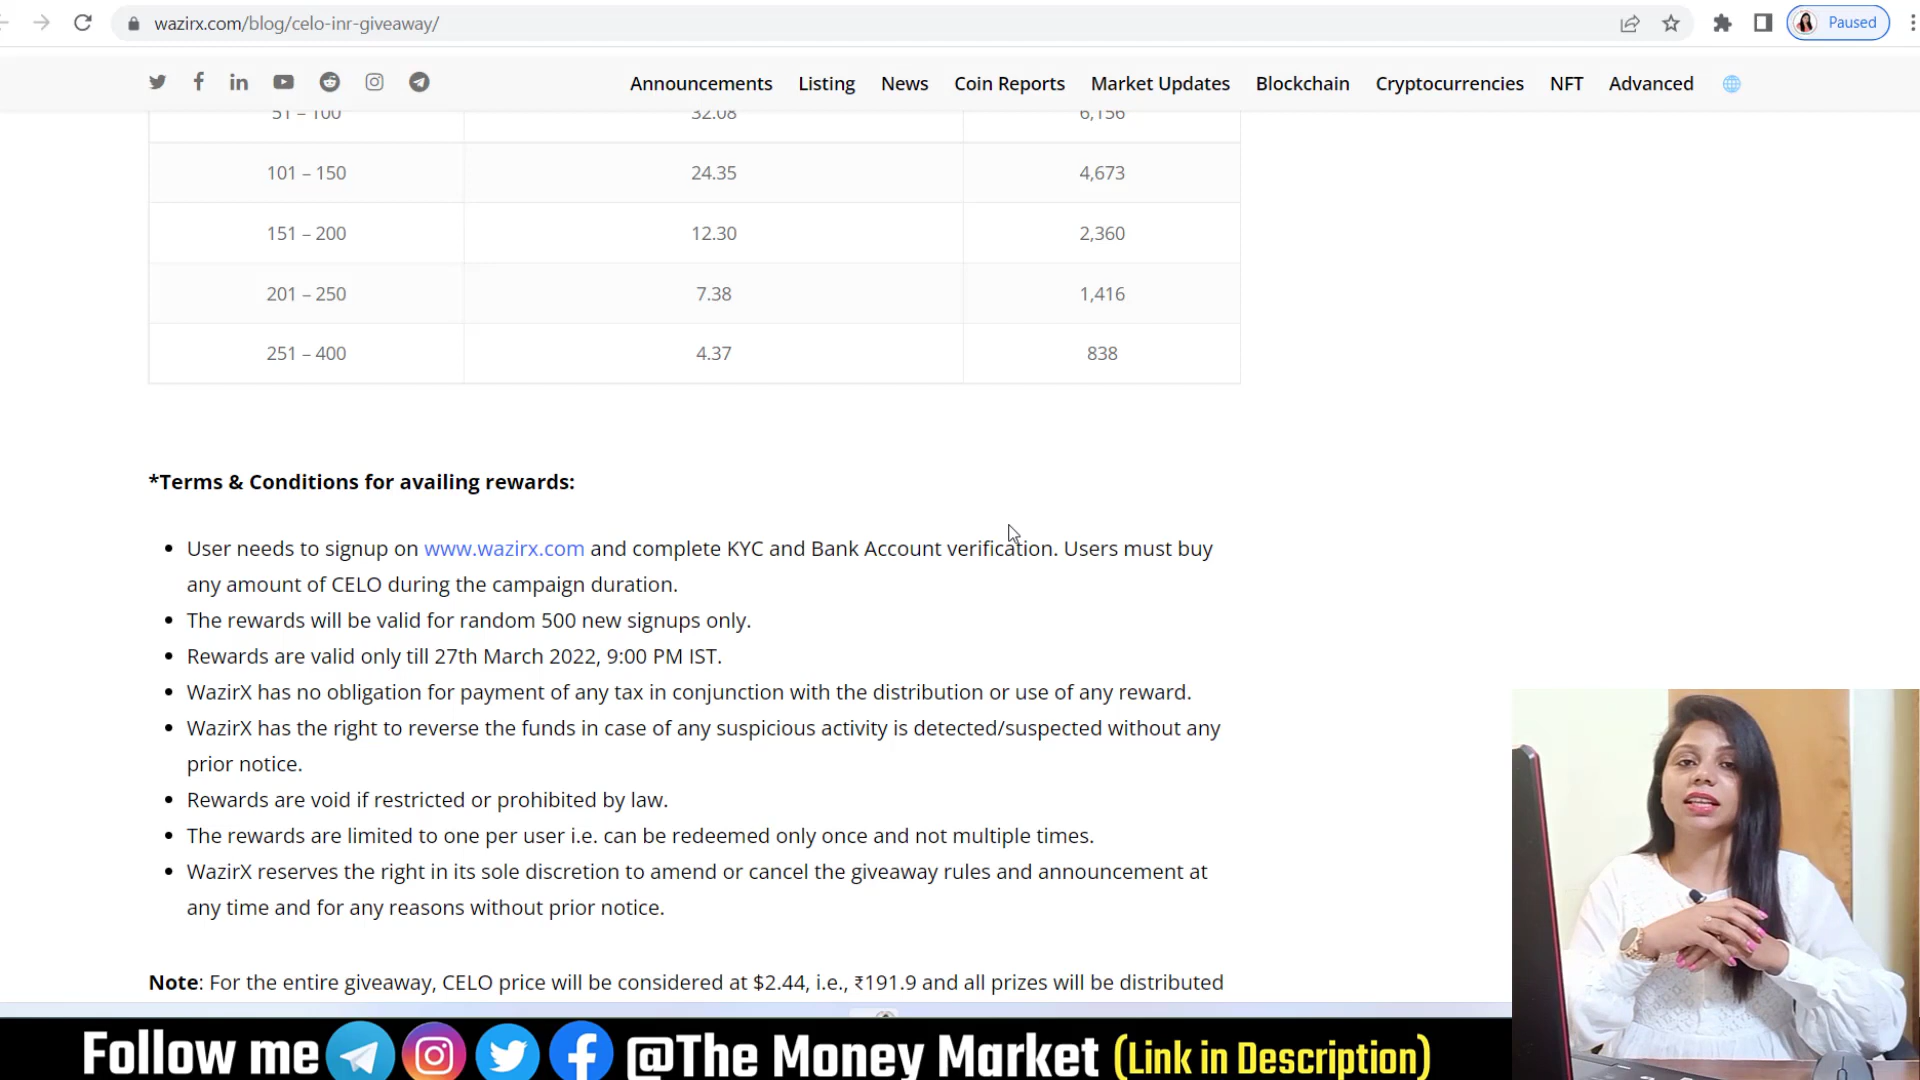 wazirx.com/blog/celo-inr-giveaway/
Paused
Announcements Listing News Coin Reports Market Updates Blockchain Cryptocurrencies NFT Advanced
51 – 100 32.08 6,156
101 – 150 24.35 4,673
151 – 200 12.30 2,360
201 – 250 7.38 1,416
251 – 400 4.37 838
*Terms & Conditions for availing rewards:
• User needs to signup on www.wazirx.com and complete KYC and Bank Account verification. Users must buy
any amount of CELO during the campaign duration.
• The rewards will be valid for random 500 new signups only.
• Rewards are valid only till 27th March 2022, 9:00 PM IST.
• WazirX has no obligation for payment of any tax in conjunction with the distribution or use of any reward.
• WazirX has the right to reverse the funds in case of any suspicious activity is detected/suspected without any
prior notice.
• Rewards are void if restricted or prohibited by law.
• The rewards are limited to one per user i.e. can be redeemed only once and not multiple times.
• WazirX reserves the right in its sole discretion to amend or cancel the giveaway rules and announcement at
any time and for any reasons without prior notice.
Note: For the entire giveaway, CELO price will be considered at $2.44, i.e., ₹191.9 and all prizes will be distributed
Follow me @The Money Market (Link in Description)